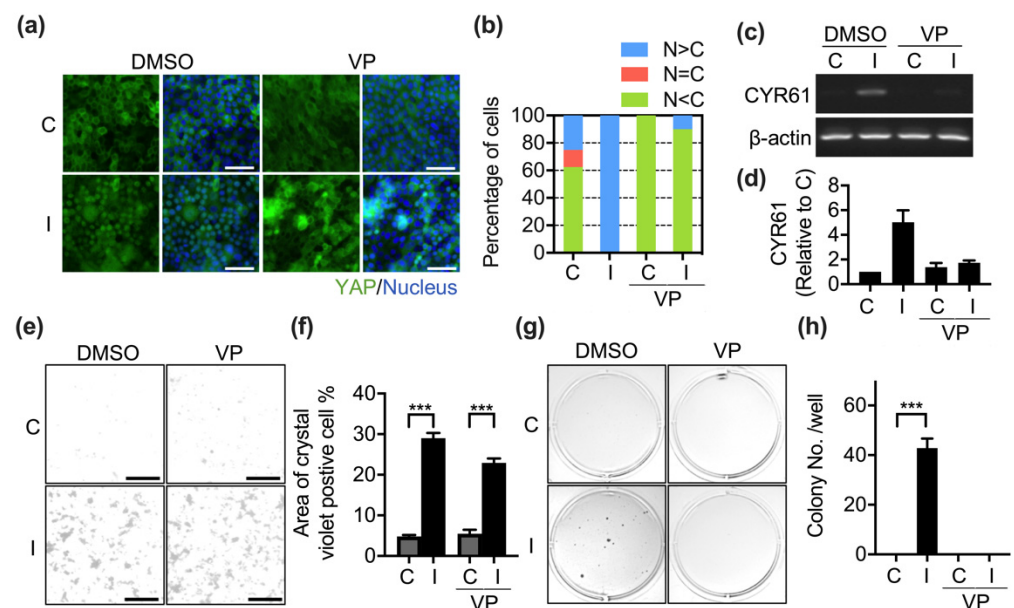 (a)
DMSO VP
C
I
YAP/Nucleus
(b)
N>C
N=C
N<C
Percentage of cells
100
80
60
40
20
0
C I C I
VP
(c)
DMSO VP
C I C I
CYR61
β-actin
(d)
CYR61
(Relative to C)
8
6
4
2
0
C I C I
VP
(e)
DMSO VP
C
I
(f)
Area of crystal
violet postive cell %
40
30
20
10
0
*** ***
C I C I
VP
(g)
DMSO VP
C
I
(h)
Colony No. /well
60
40
20
0
***
C I C I
VP